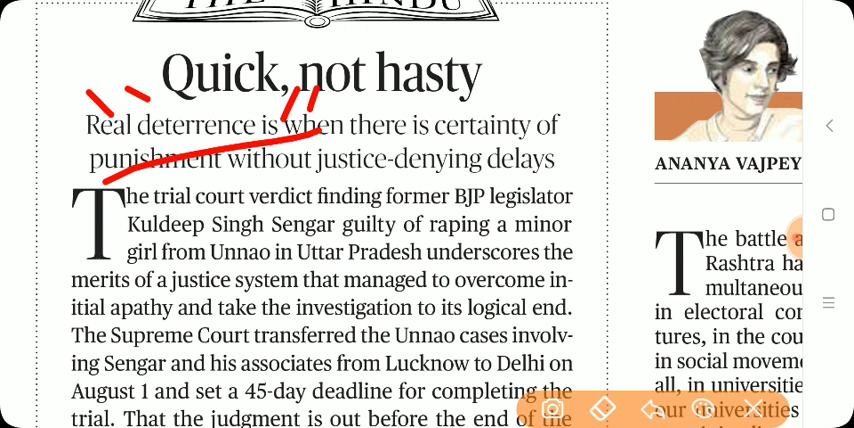 THE HINDU
Quick, not hasty
Real deterrence is when there is certainty of
punishment without justice-denying delays
The trial court verdict finding former BJP legislator
Kuldeep Singh Sengar guilty of raping a minor
girl from Unnao in Uttar Pradesh underscores the
merits of a justice system that managed to overcome in-
itial apathy and take the investigation to its logical end.
The Supreme Court transferred the Unnao cases involv-
ing Sengar and his associates from Lucknow to Delhi on
August 1 and set a 45-day deadline for completing the
trial. That the judgment is out before the end of the
ANANYA VAJPEY
The battle a
Rashtra ha
multaneou
in electoral con
tures, in the cou
in social moveme
all, in universitie
our universities